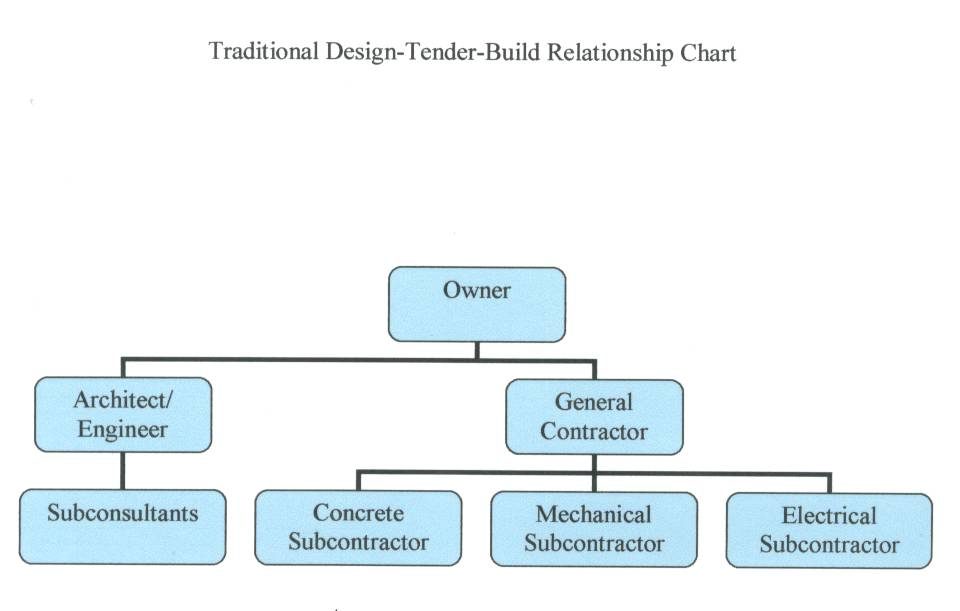 Traditional Design-Tender-Build Relationship Chart
Owner
Architect/
Engineer
General
Contractor
Subconsultants
Concrete
Subcontractor
Mechanical
Subcontractor
Electrical
Subcontractor